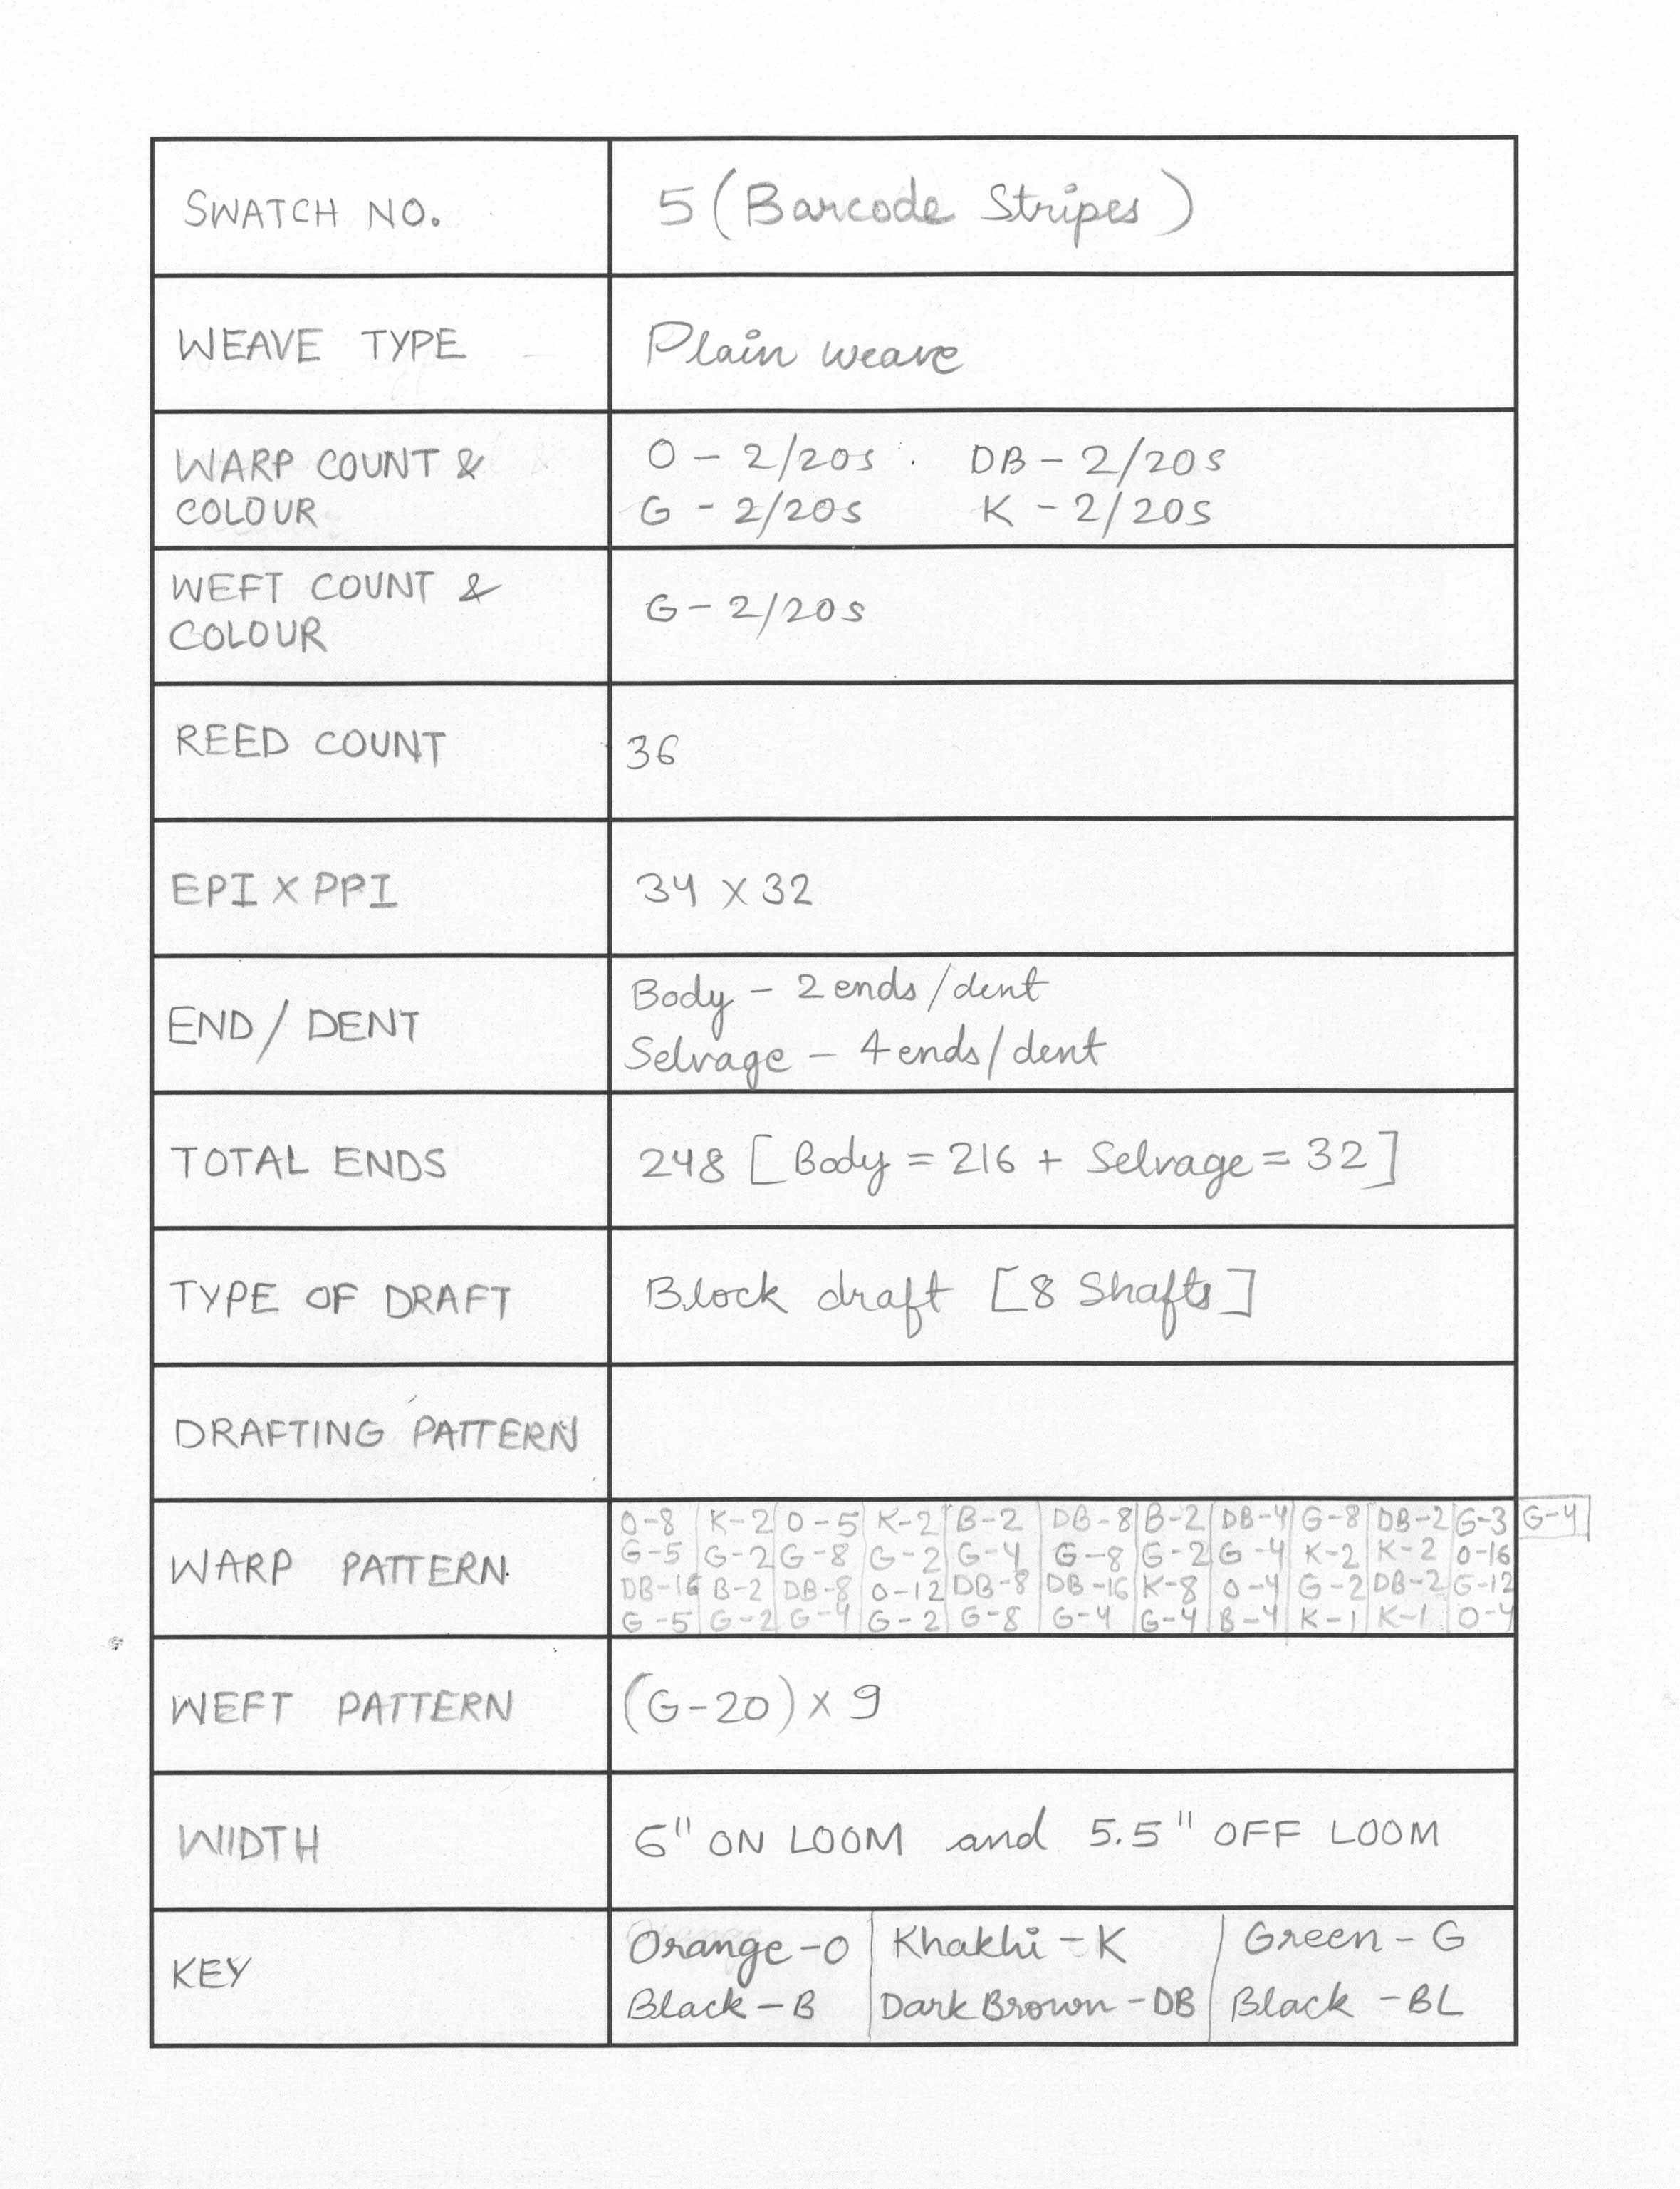 SWATCH NO. 5 (Barcode Stripes)
WEAVE TYPE Plain weave
WARP COUNT & COLOUR
O - 2/20s . DB - 2/20s
G - 2/20s K - 2/20s
WEFT COUNT & COLOUR
G - 2/20s
REED COUNT 36
EPI X PPI 34 X 32
END / DENT
Body - 2 ends/dent
Selvage - 4 ends/dent
TOTAL ENDS 248 [Body = 216 + Selvage = 32]
TYPE OF DRAFT Block draft [8 Shafts]
DRAFTING PATTERN
WARP PATTERN.
O-8 K-2 O-5 K-2 B-2 DB-8 B-2 DB-4 G-8 DB-2 G-3 G-4
G-5 G-2 G-8 G-2 G-4 G-8 G-2 G-4 K-2 K-2 O-16
DB-16 B-2 DB-8 O-12 DB-8 DB-16 K-8 O-4 G-2 DB-2 G-12
G-5 G-2 G-4 G-2 G-8 G-4 G-4 B-4 K-1 K-1 O-4
WEFT PATTERN (G-20) x 9
WIDTH 6" ON LOOM and 5.5" OFF LOOM
KEY
Orange - O Khakhi - K Green - G
Black - B Dark Brown - DB Black - BL